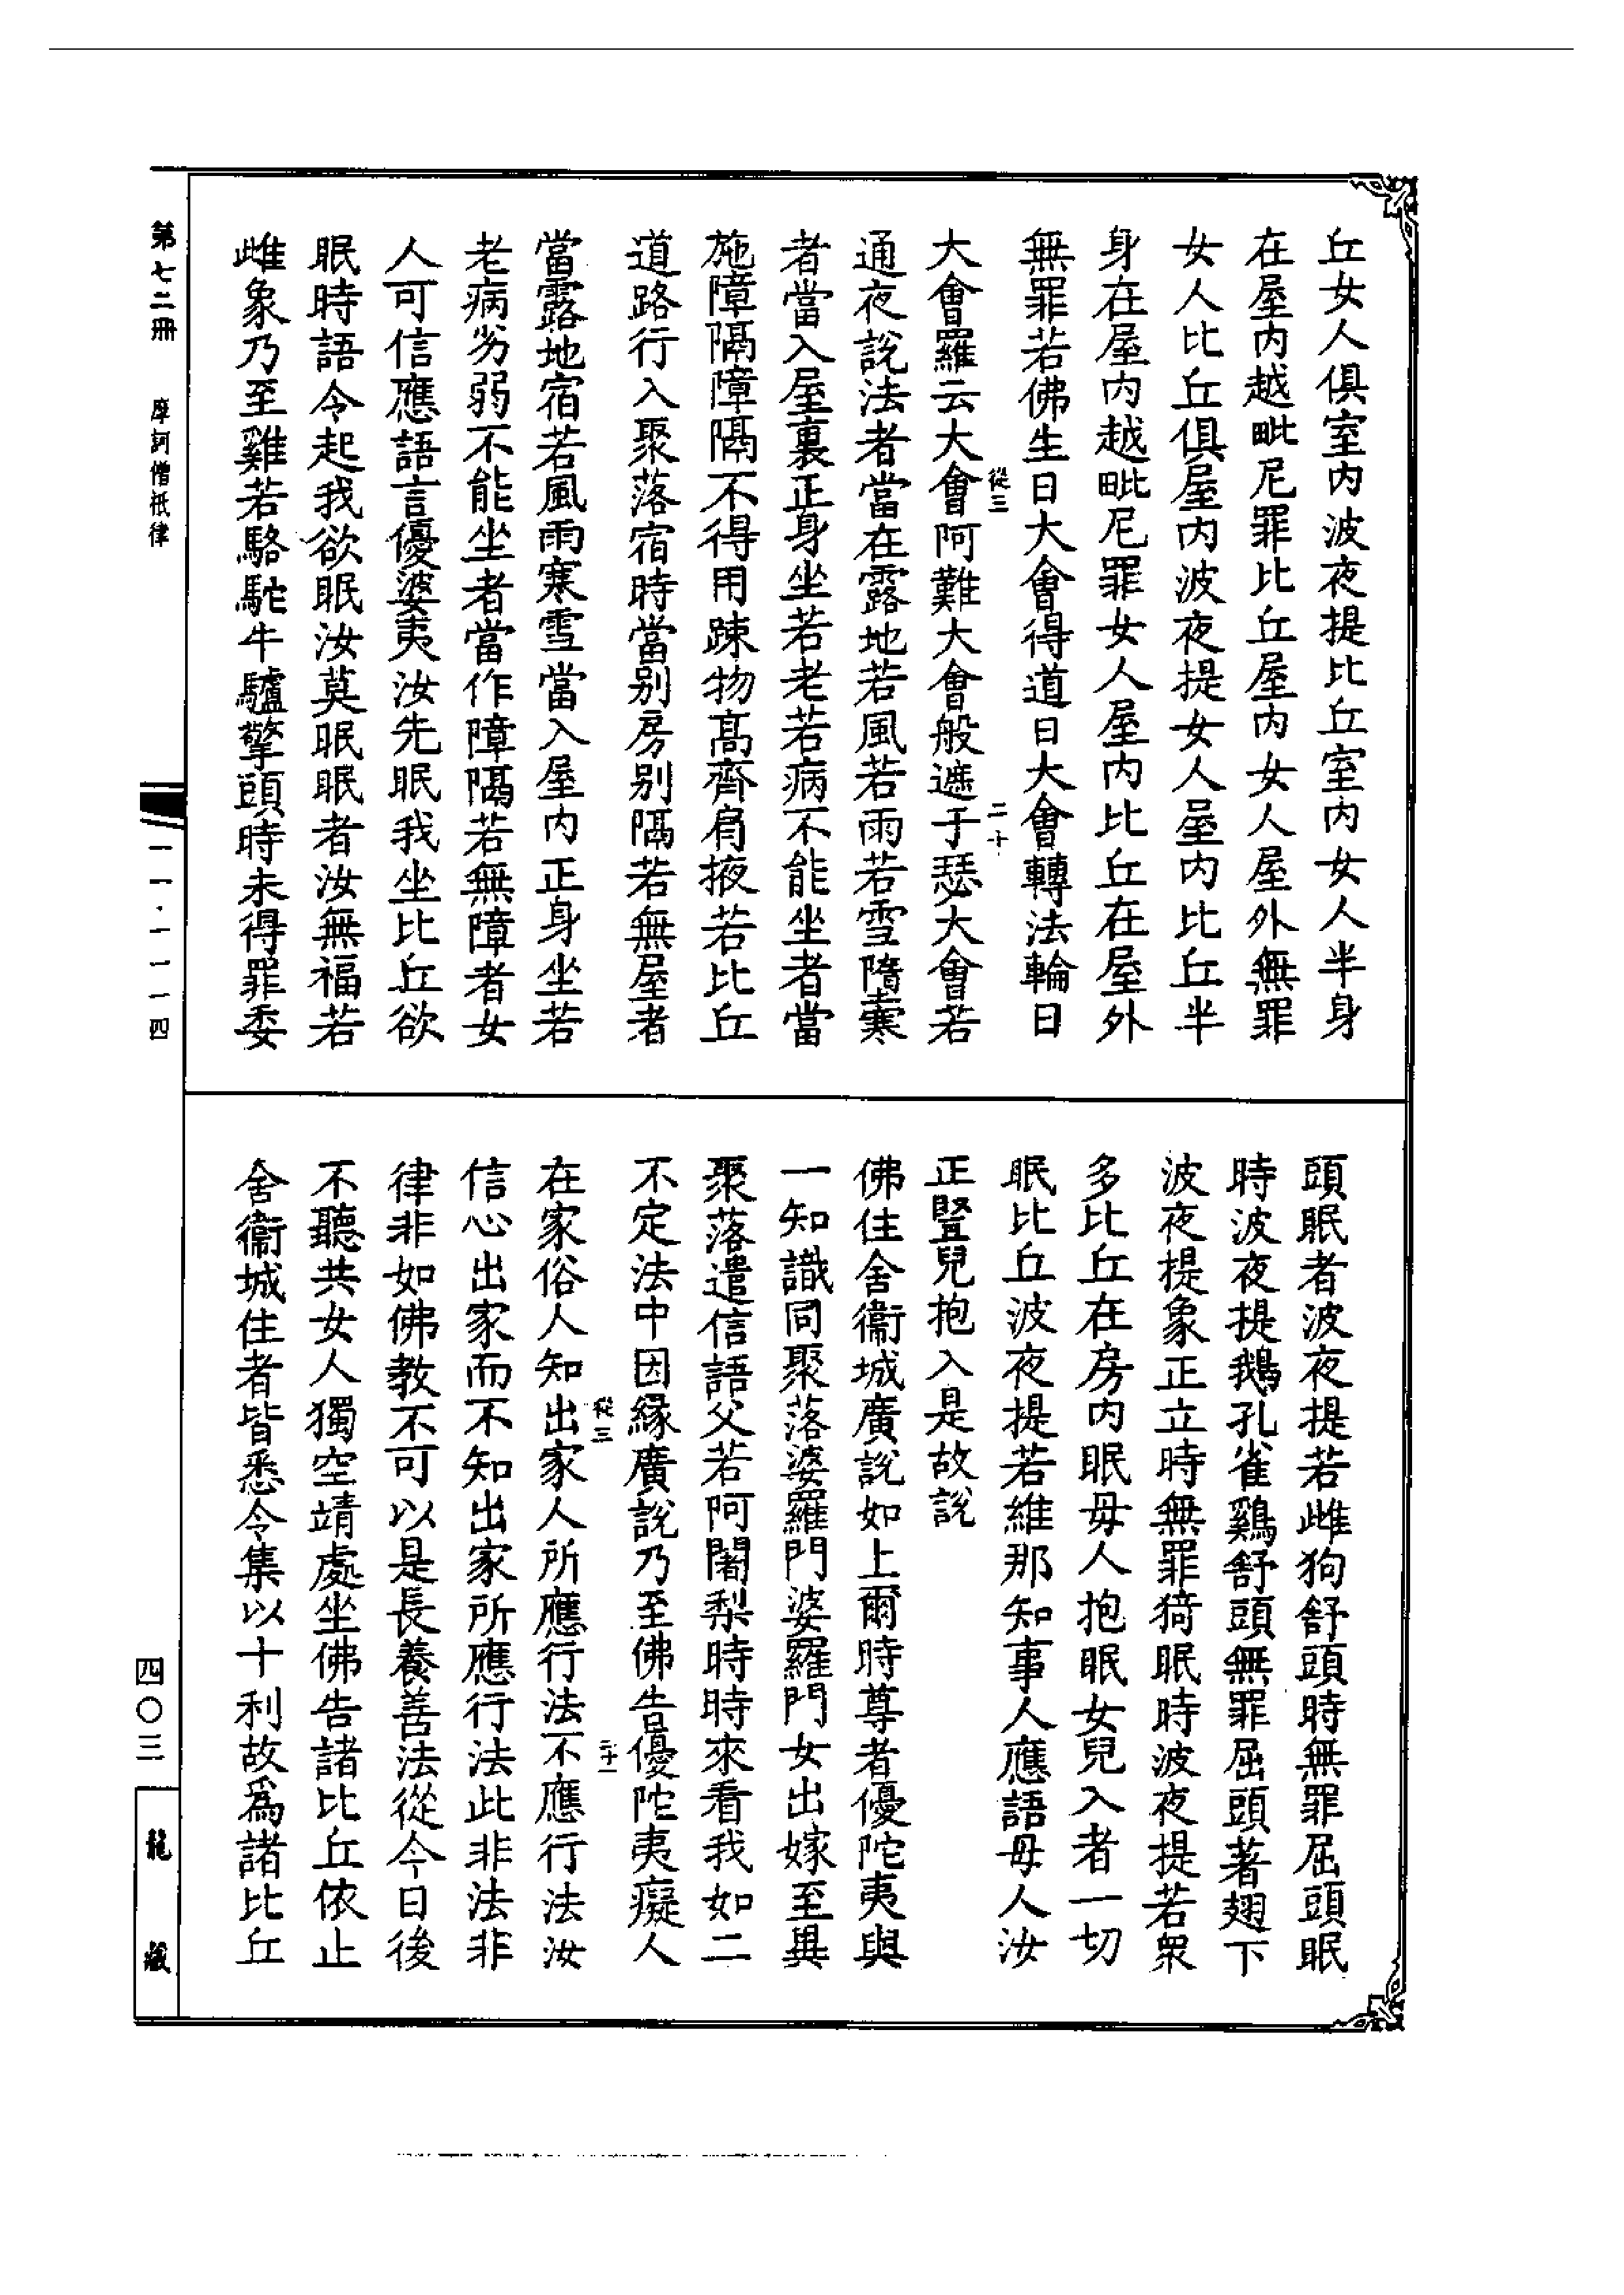 丘女人俱室内波夜提比丘室内女人半身
在屋内越毗尼罪比丘屋内女人屋外無罪
女人比丘俱屋内波夜提女人屋内比丘半
身在屋内越毗尼罪女人屋内比丘在屋外
無罪若佛生日大會得道日大會轉法輪日
從三
二十
大會羅云大會阿難大會般遮于瑟大會若
通夜說法者當在露地若風若雨若雪隋褰
者當入屋裏正身坐若老若病不能坐者當
施障隔障隔不得用踈物髙齊肩掖若比丘
道路行入聚落宿時當别房别隔若無屋者
當露地宿若風雨寒雪當入屋内正身坐若
老病劣弱不能坐者當作障隔若無障者女
人可信應語言優婆夷汝先眠我坐比丘欲
眠時語令起我欲眠汝莫眠眠者汝無福若
雌象乃至雞若駱駝牛驢擎頭時未得罪委
頭眠者波夜提若雌狗舒頭時無罪屈頭眠
時波夜提鵝孔雀鷄舒頭無罪屈頭著翅下
波夜提象正立時無罪猗眠時波夜提若衆
多比丘在房内眠母人抱眠女兒入者一切
眠比丘波夜提若維那知事人應語母人汝
正豎兒抱入是故說
佛住舍衞城廣說如上爾時尊者優陀夷與
一知識同聚落婆羅門婆羅門女出嫁至異
聚落遣信語父若阿闍梨時時來看我如二
不定法中因緣廣說乃至佛告優陀夷癡人
從三
二十一
在家俗人知出家人所應行法不應行法汝
信心出家而不知出家所應行法此非法非
律非如佛教不可以是長養善法從今日後
不聽共女人獨空靖處坐佛告諸比丘依止
舍衞城住者皆悉令集以十利故爲諸比丘
第七二冊
摩訶僧祇律
一一·一一一四
四〇三
龍藏